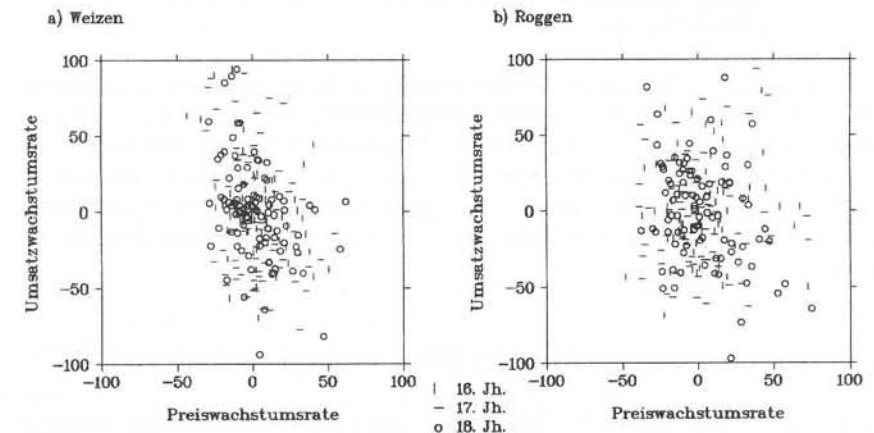 a) Weizen
b) Roggen
Umsatzwachstumsrate
100
50
0
−50
−100
−100
−50
0
50
100
Preiswachstumsrate
Umsatzwachstumsrate
100
50
0
−50
−100
−100
−50
0
50
100
Preiswachstumsrate
| 16. Jh.
− 17. Jh.
o 18. Jh.